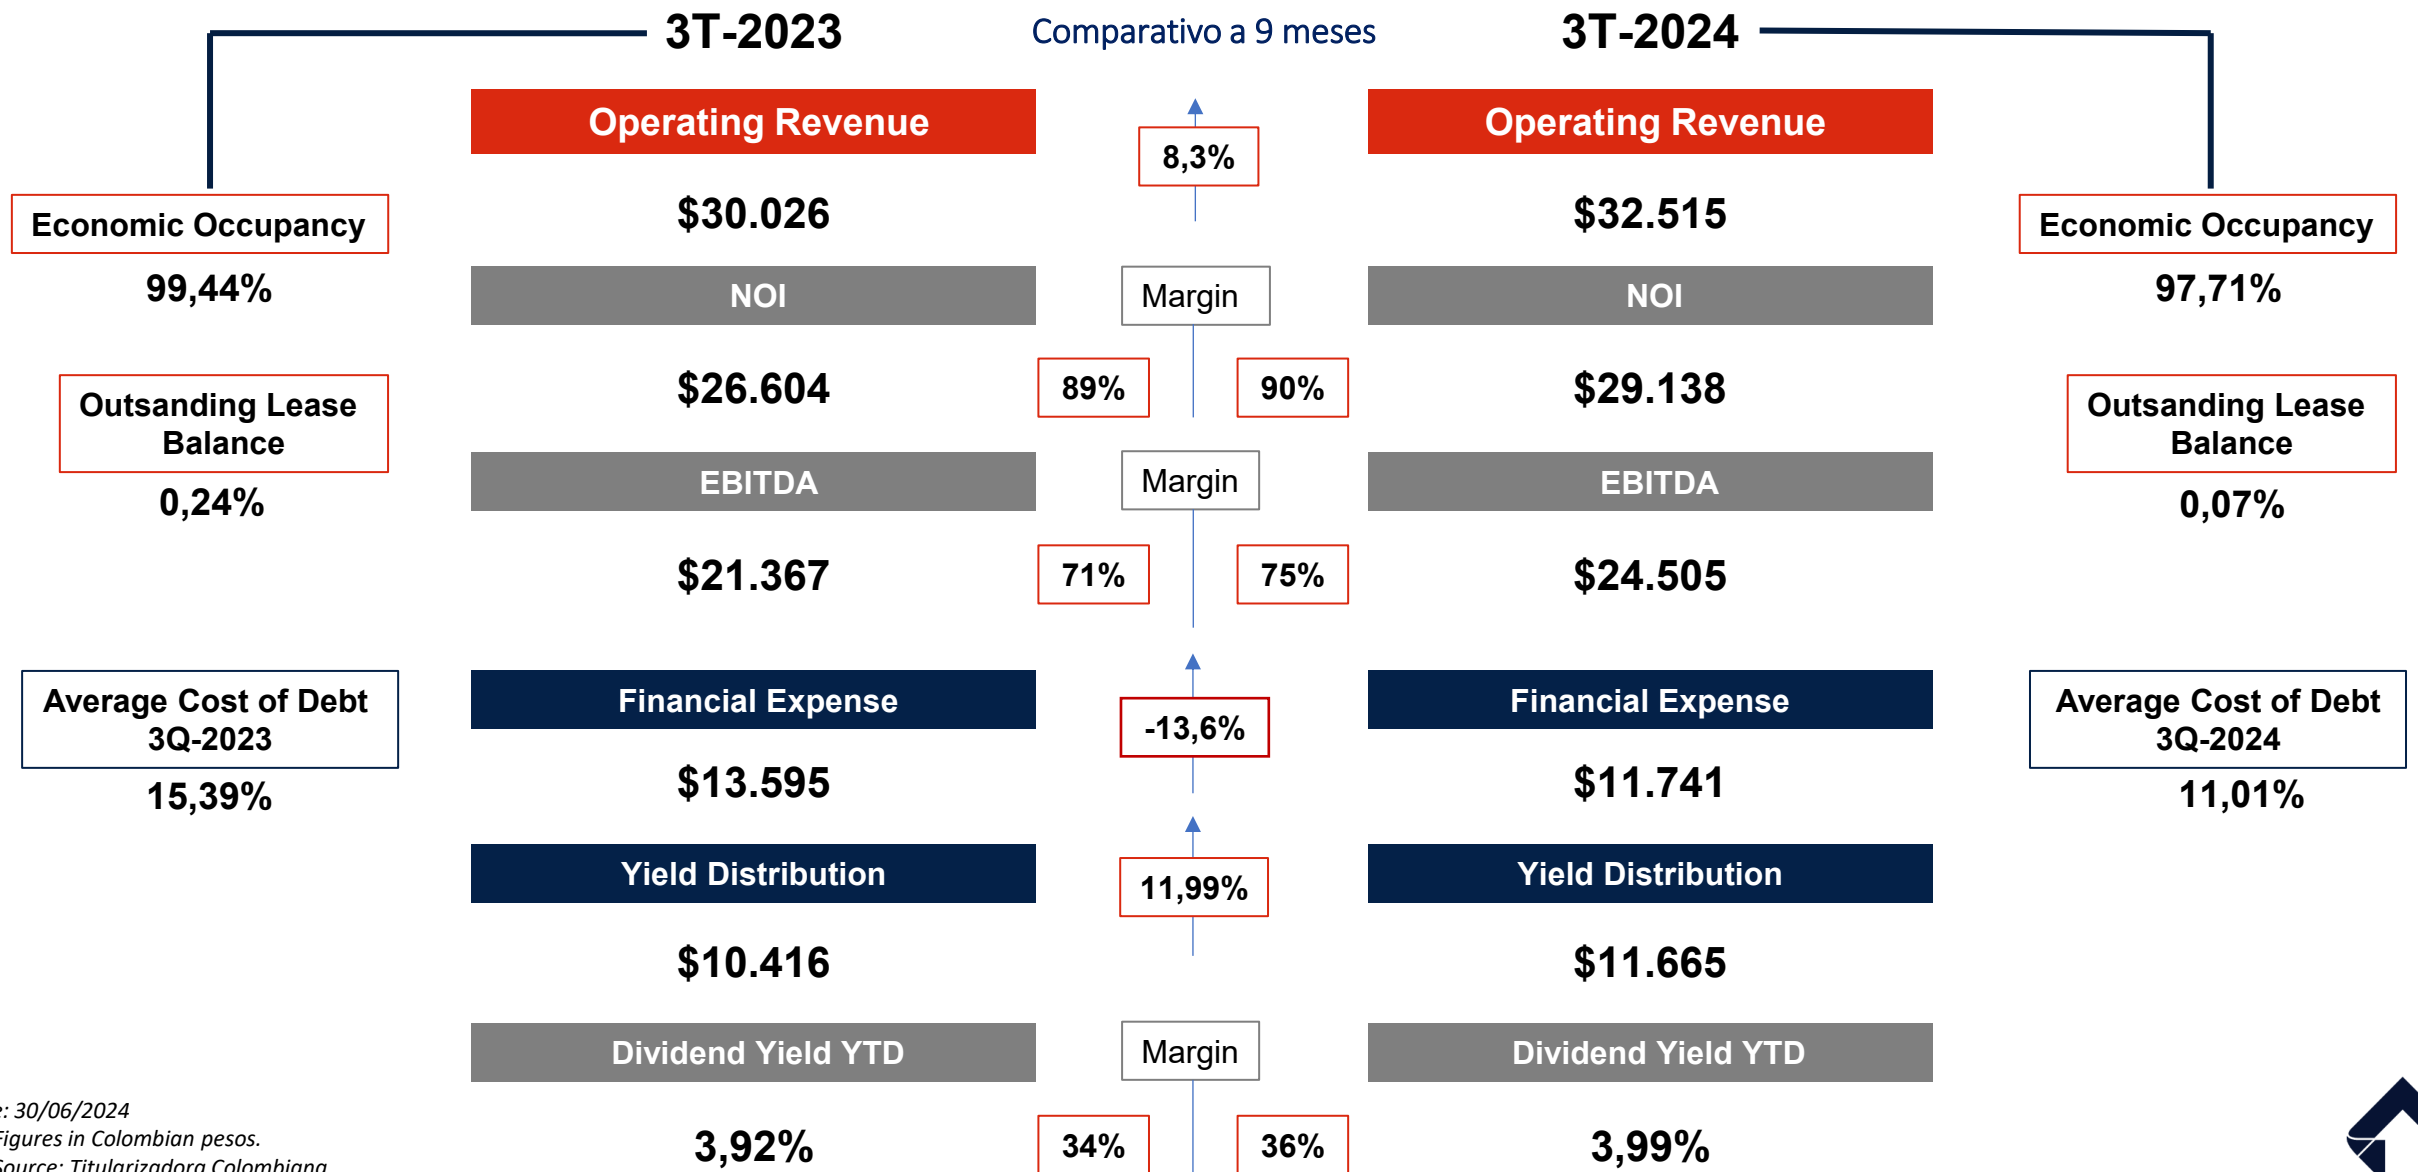 3T-2023
Comparativo a 9 meses
3T-2024
Operating Revenue
8,3%
Operating Revenue
Economic Occupancy
$30.026
$32.515
Economic Occupancy
99,44%
NOI
Margin
NOI
97,71%
Outsanding Lease
Balance
$26.604
89%
90%
$29.138
Outsanding Lease
Balance
0,24%
EBITDA
Margin
EBITDA
0,07%
$21.367
71%
75%
$24.505
Average Cost of Debt
3Q-2023
Financial Expense
-13,6%
Financial Expense
Average Cost of Debt
3Q-2024
15,39%
$13.595
$11.741
11,01%
Yield Distribution
11,99%
Yield Distribution
$10.416
$11.665
Dividend Yield YTD
Margin
Dividend Yield YTD
3,92%
34%
36%
3,99%
: 30/06/2024
Figures in Colombian pesos.
Source: Titularizadora Colombiana